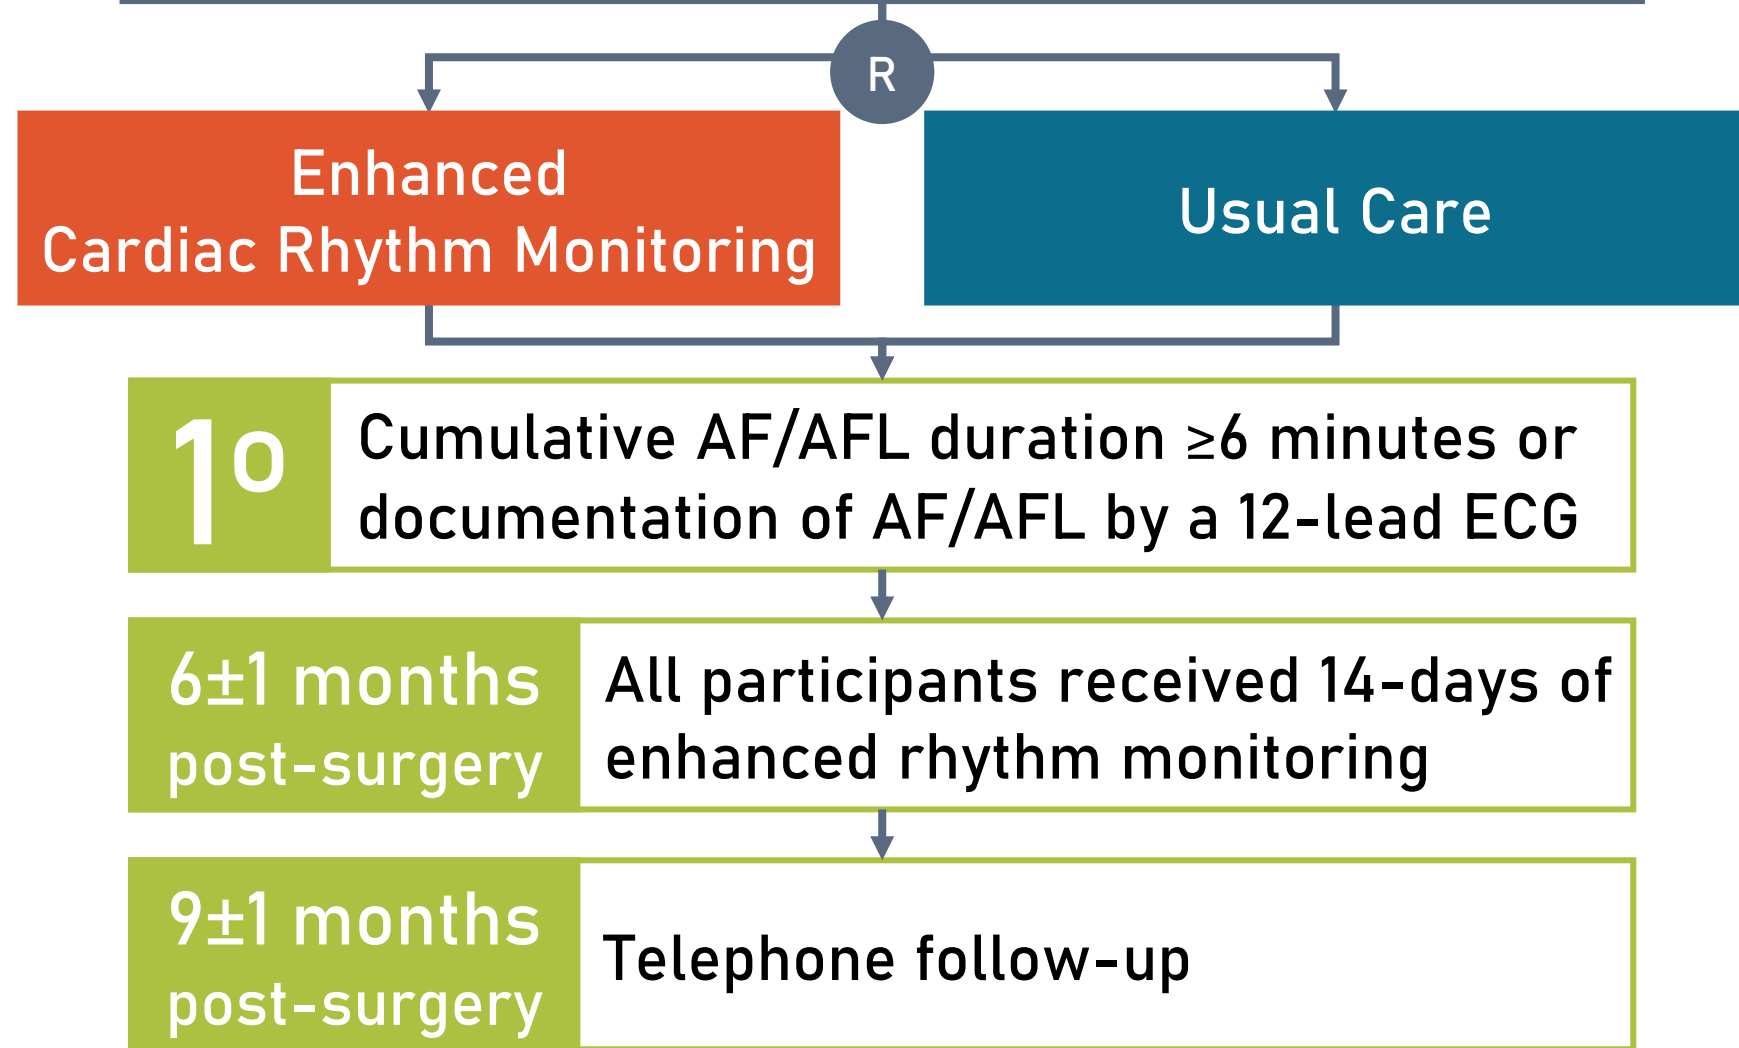 R
Enhanced
Cardiac Rhythm Monitoring
Usual Care
1º
Cumulative AF/AFL duration ≥6 minutes or
documentation of AF/AFL by a 12-lead ECG
6±1 months
post-surgery
All participants received 14-days of
enhanced rhythm monitoring
9±1 months
post-surgery
Telephone follow-up